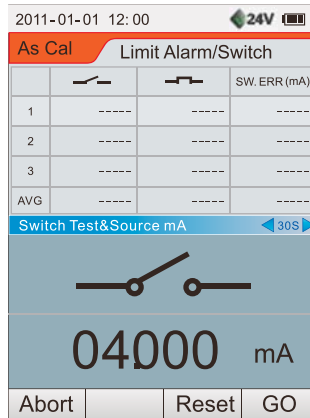 2011-01-01 12:00 24V
As Cal Limit Alarm/Switch
SW. ERR (mA)
1 ----- ----- -----
2 ----- ----- -----
3 ----- ----- -----
AVG ----- ----- -----
Switch Test&Source mA 30S
04.000 mA
Abort Reset GO